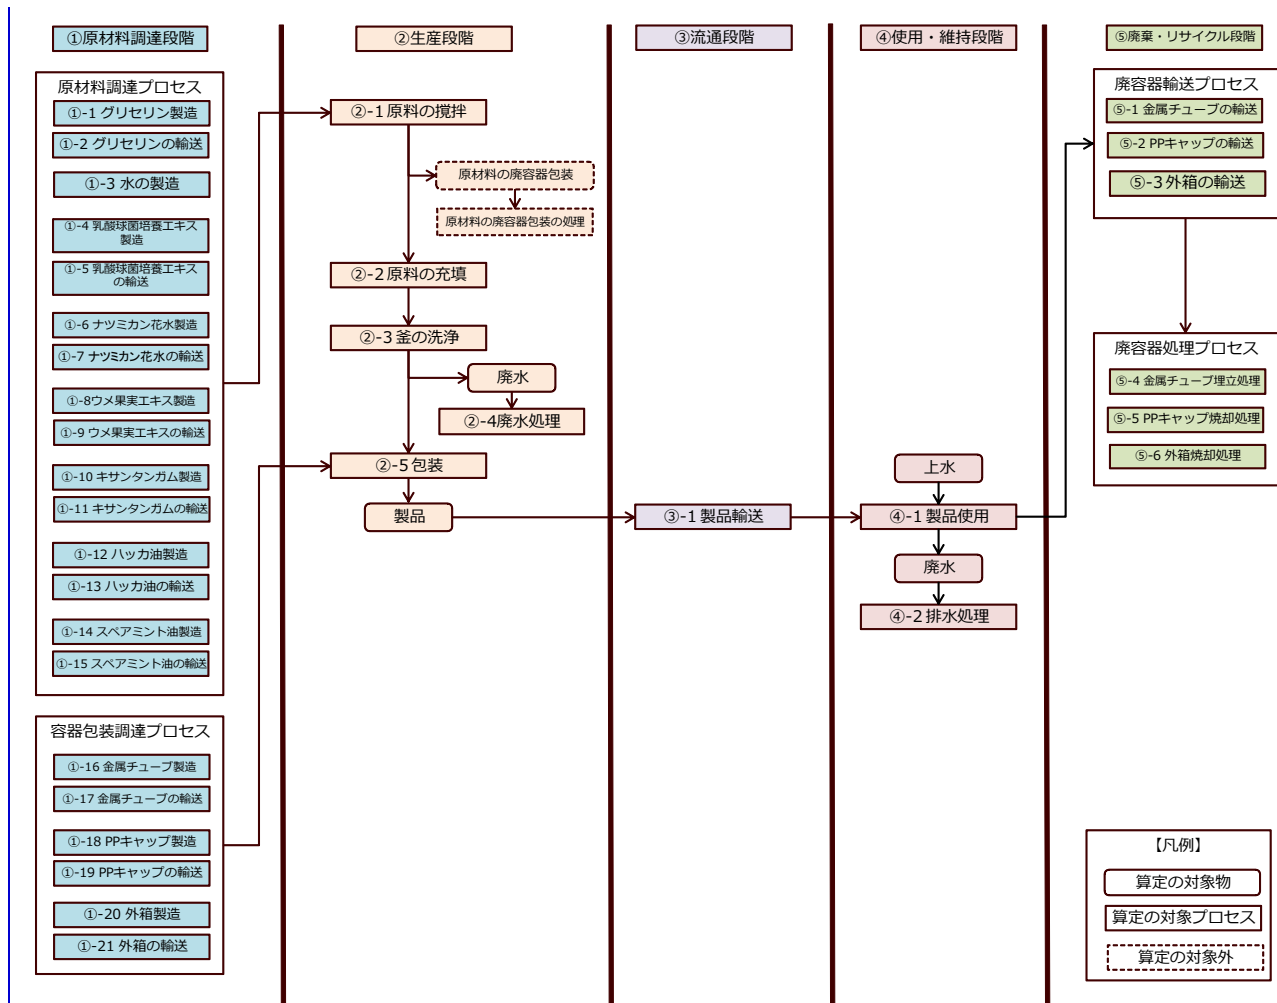 ①原材料調達段階
原材料調達プロセス
①-1 グリセリン製造
①-2 グリセリンの輸送
①-3 水の製造
①-4 乳酸球菌培養エキス
製造
①-5 乳酸球菌培養エキス
の輸送
①-6 ナツミカン花水製造
①-7 ナツミカン花水の輸送
①-8ウメ果実エキス製造
①-9 ウメ果実エキスの輸送
①-10 キサンタンガム製造
①-11 キサンタンガムの輸送
①-12 ハッカ油製造
①-13 ハッカ油の輸送
①-14 スペアミント油製造
①-15 スペアミント油の輸送
容器包装調達プロセス
①-16 金属チューブ製造
①-17 金属チューブの輸送
①-18 PPキャップ製造
①-19 PPキャップの輸送
①-20 外箱製造
①-21 外箱の輸送
②生産段階
②-1 原料の撹拌
原材料の廃容器包装
原材料の廃容器包装の処理
②-2 原料の充填
②-3 釜の洗浄
廃水
②-4廃水処理
②-5 包装
製品
③流通段階
③-1 製品輸送
④使用・維持段階
上水
④-1 製品使用
廃水
④-2 排水処理
⑤廃棄・リサイクル段階
廃容器輸送プロセス
⑤-1 金属チューブの輸送
⑤-2 PPキャップの輸送
⑤-3 外箱の輸送
廃容器処理プロセス
⑤-4 金属チューブ埋立処理
⑤-5 PPキャップ焼却処理
⑤-6 外箱焼却処理
【凡例】
算定の対象物
算定の対象プロセス
算定の対象外